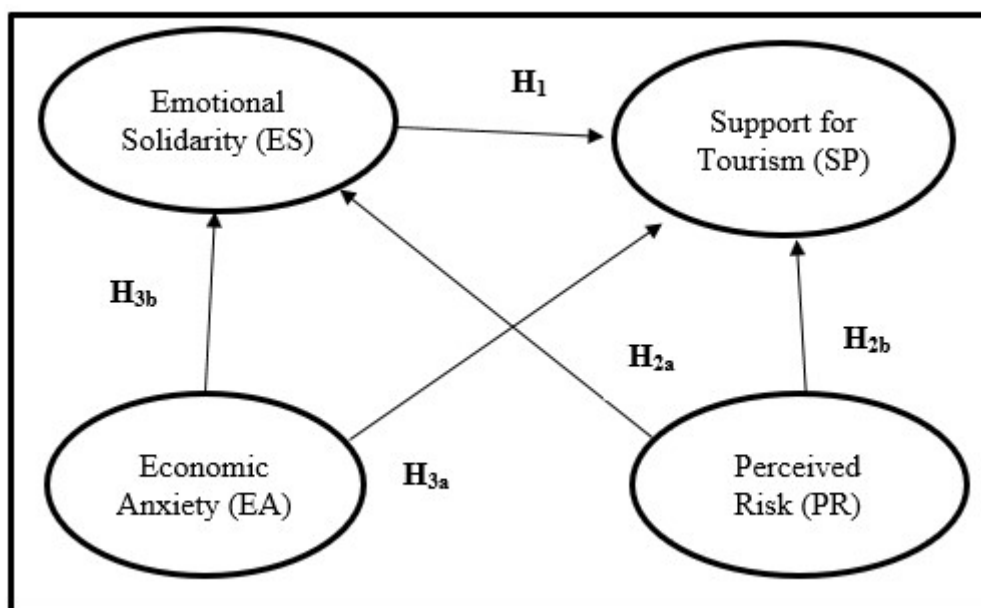 Emotional
Solidarity (ES)
H1
Support for
Tourism (SP)
H3b
H2a
H2b
Economic
Anxiety (EA)
H3a
Perceived
Risk (PR)